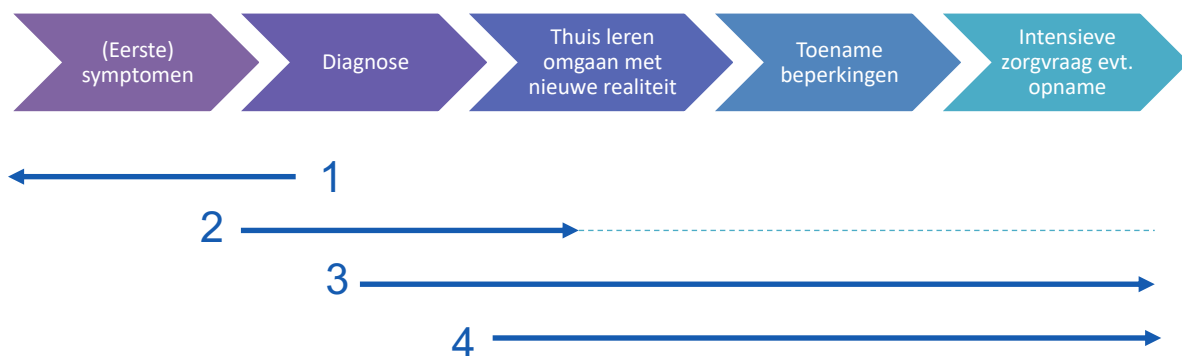 (Eerste)
symptomen
Diagnose
Thuis leren
omgaan met
nieuwe realiteit
Toename
beperkingen
Intensieve
zorgvraag evt.
opname
1
2
3
4